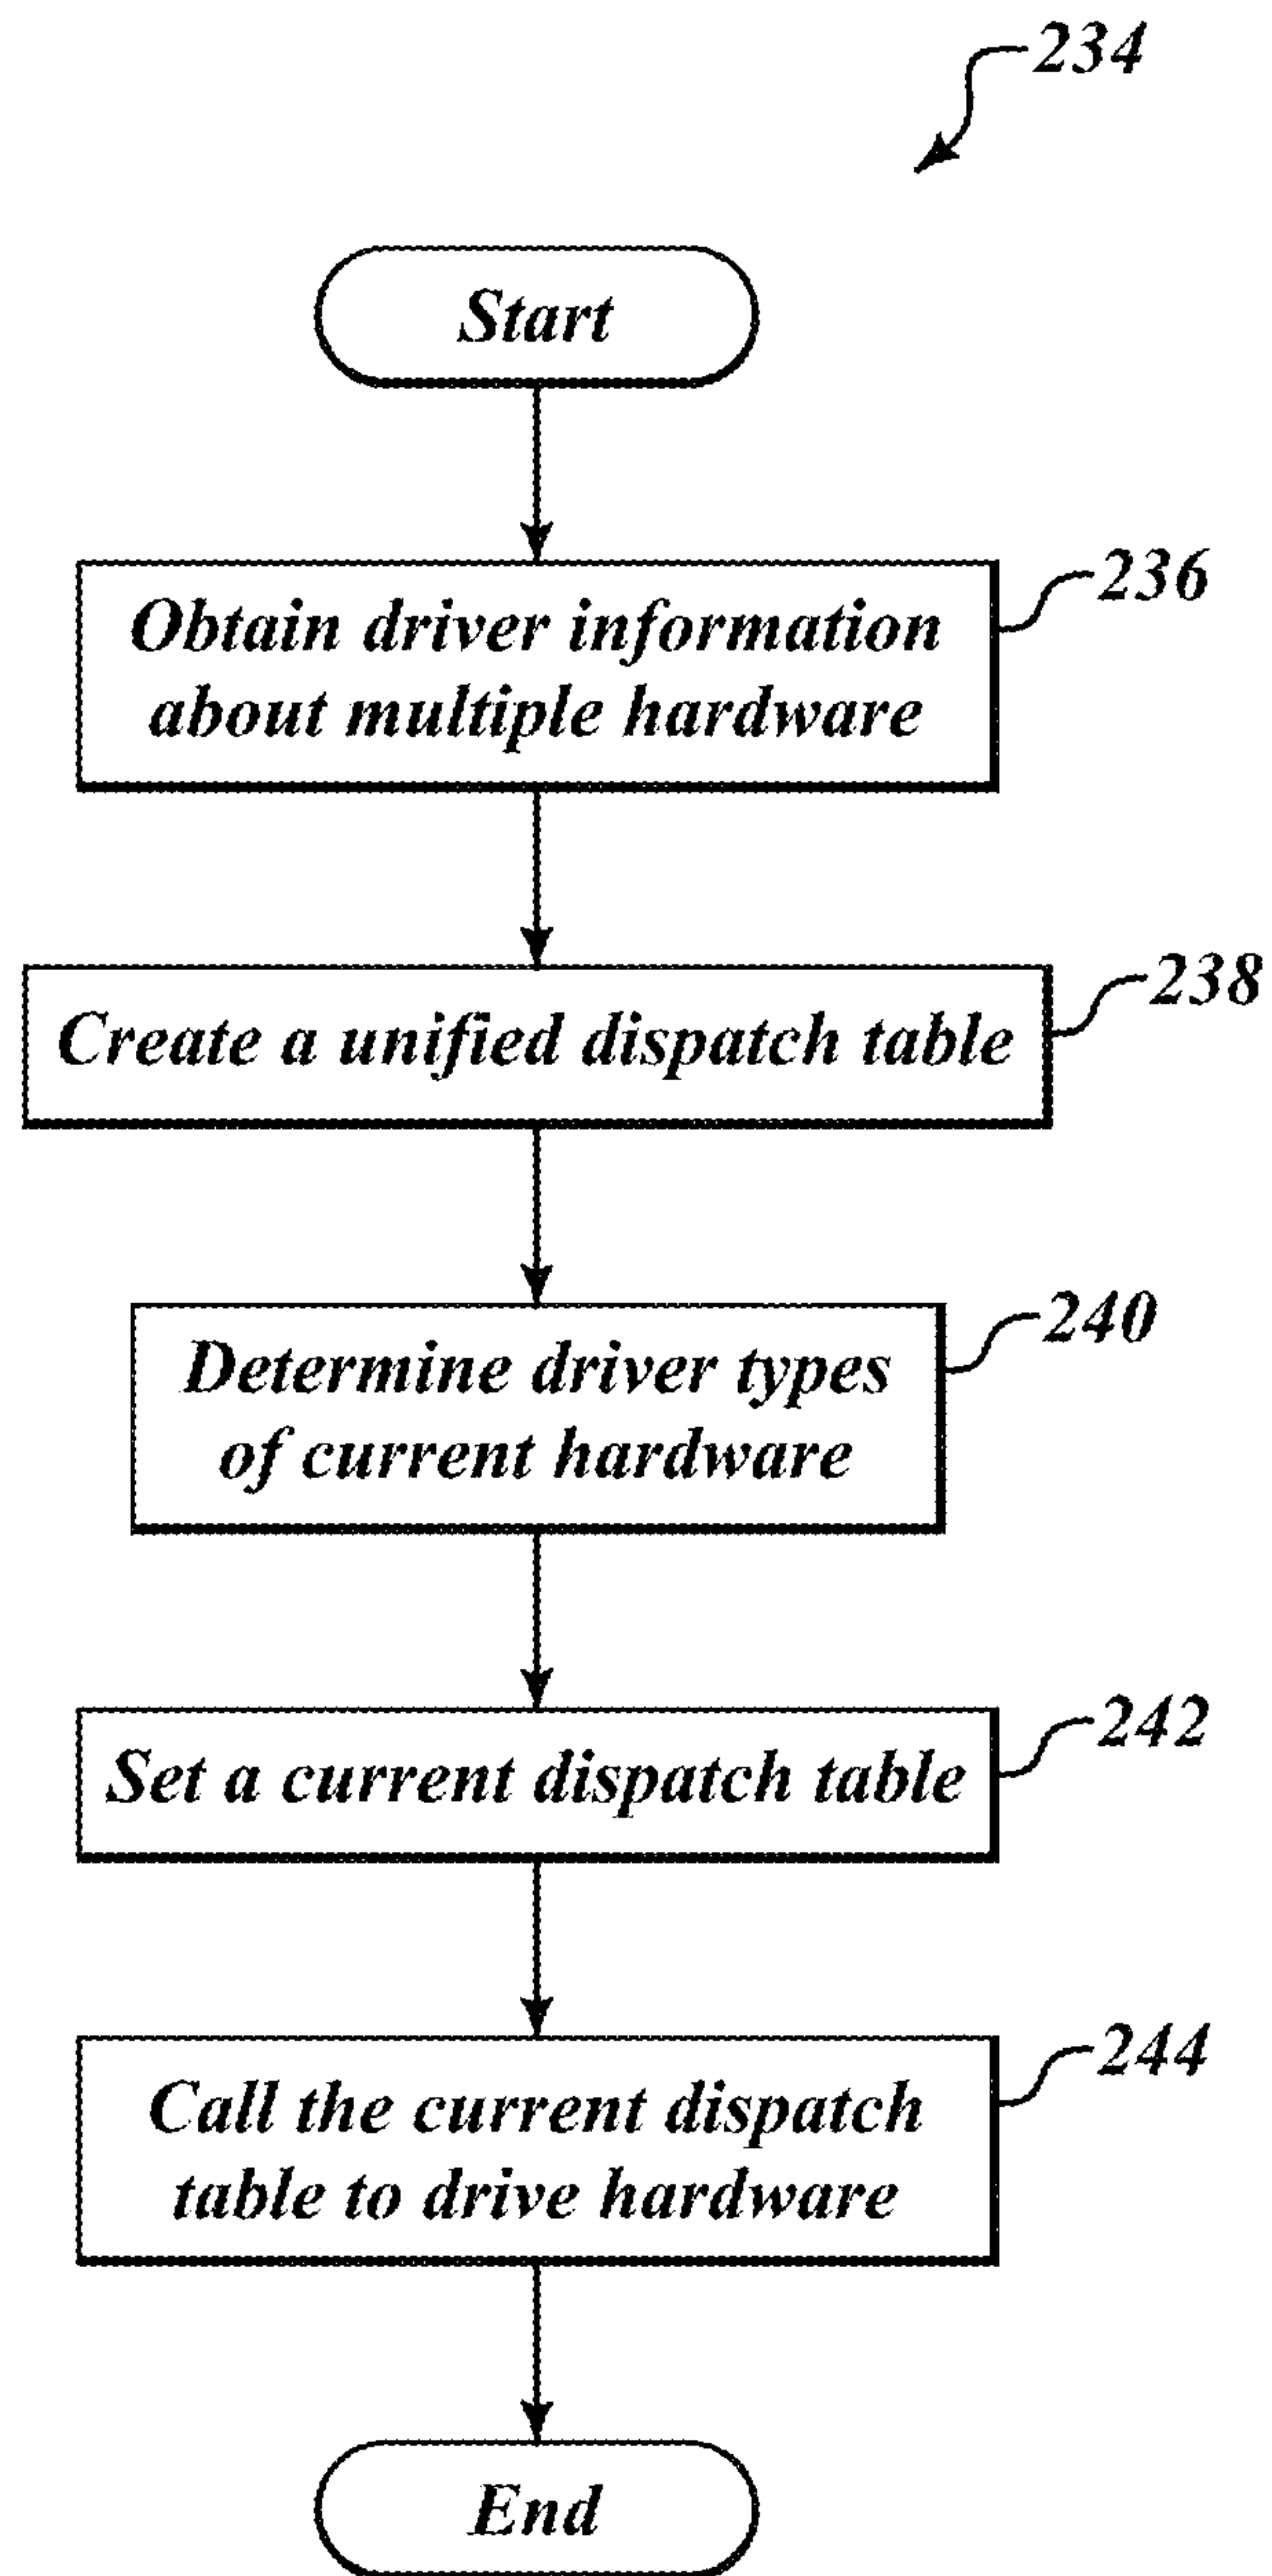 234
Start
Obtain driver information
about multiple hardware
236
Create a unified dispatch table
238
Determine driver types
of current hardware
240
Set a current dispatch table
242
Call the current dispatch
table to drive hardware
244
End